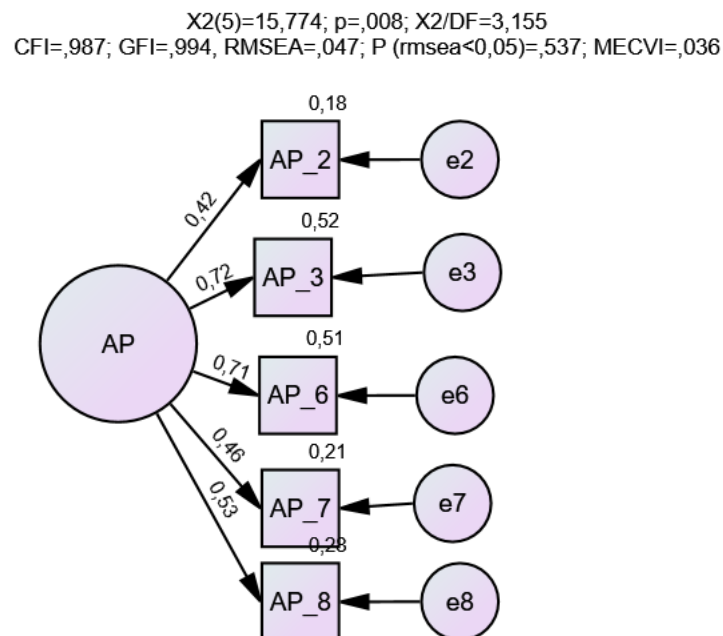 X2(5)=15,774; p=,008; X2/DF=3,155
CFI=,987; GFI=,994, RMSEA=,047; P (rmsea<0,05)=,537; MECVI=,036
0,18
AP_2
e2
0,42
0,52
AP_3
e3
0,72
AP
0,51
AP_6
e6
0,71
0,21
AP_7
e7
0,46
0,28
AP_8
e8
0,53